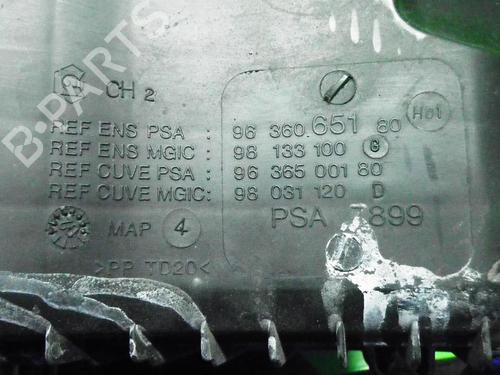 B-PARTS
CH 2
REF ENS PSA : 96 360 651 80
REF ENS MGIC : 98 133 100 G
REF CUVE PSA : 96 365 001 80
REF CUVE MGIC: 98 031 120 D
PSA 7899
MAP 4
>PP TD20<